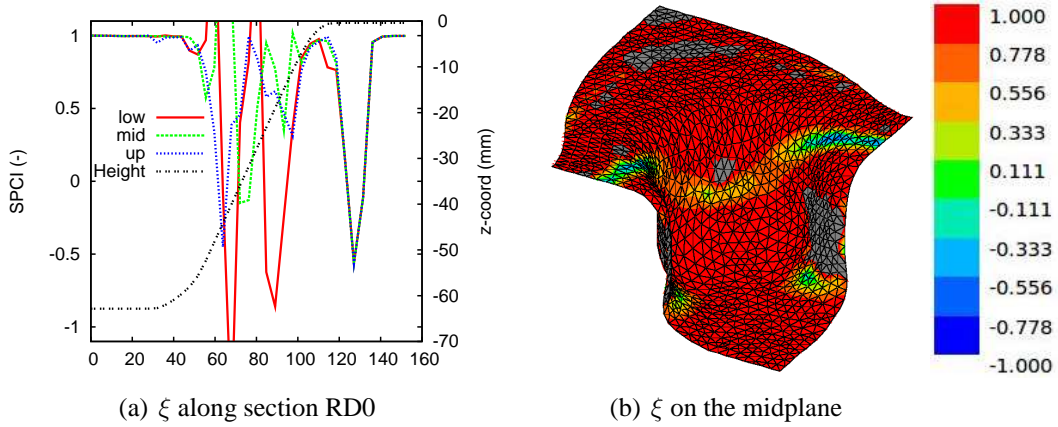 1
0.5
0
-0.5
-1
SPCI (-)
low
mid
up
Height
0
-10
-20
-30
-40
-50
-60
-70
z-coord (mm)
0 20 40 60 80 100 120 140 160
(a) ξ along section RD0
1.000
0.778
0.556
0.333
0.111
-0.111
-0.333
-0.556
-0.778
-1.000
(b) ξ on the midplane